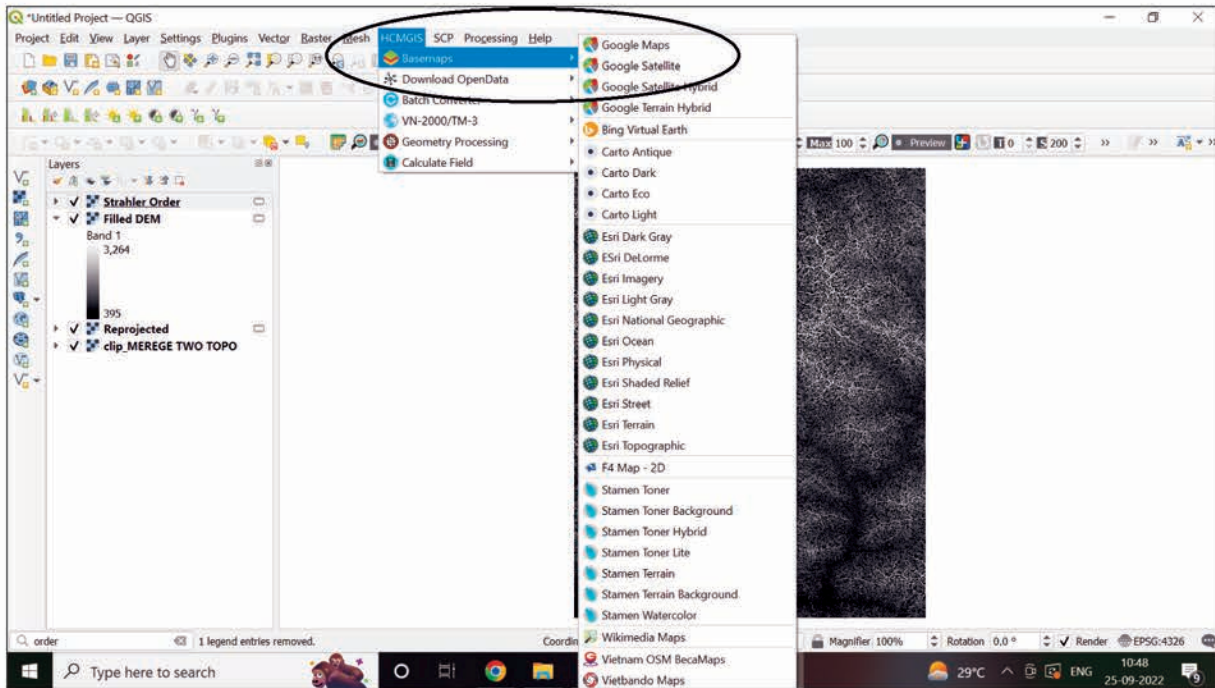 *Untitled Project — QGIS
Project Edit View Layer Settings Plugins Vector Raster Mesh HCMGIS SCP Processing Help
Basemaps
Download OpenData
Batch Converter
VN-2000/TM-3
Geometry Processing
Calculate Field
Google Maps
Google Satellite
Google Satellite Hybrid
Google Terrain Hybrid
Bing Virtual Earth
Carto Antique
Carto Dark
Carto Eco
Carto Light
Esri Dark Gray
ESri DeLorme
Esri Imagery
Esri Light Gray
Esri National Geographic
Esri Ocean
Esri Physical
Esri Shaded Relief
Esri Street
Esri Terrain
Esri Topographic
F4 Map - 2D
Stamen Toner
Stamen Toner Background
Stamen Toner Hybrid
Stamen Toner Lite
Stamen Terrain
Stamen Terrain Background
Stamen Watercolor
Wikimedia Maps
Vietnam OSM BecaMaps
Vietbando Maps
Max 100 Preview T 0 S 200
Layers
Strahler Order
Filled DEM
Band 1
3,264
395
Reprojected
clip_MEREGE TWO TOPO
order 1 legend entries removed. Coordin Magnifier 100% Rotation 0.0 ° Render EPSG:4326
Type here to search 29°C ENG 10:48
25-09-2022
9